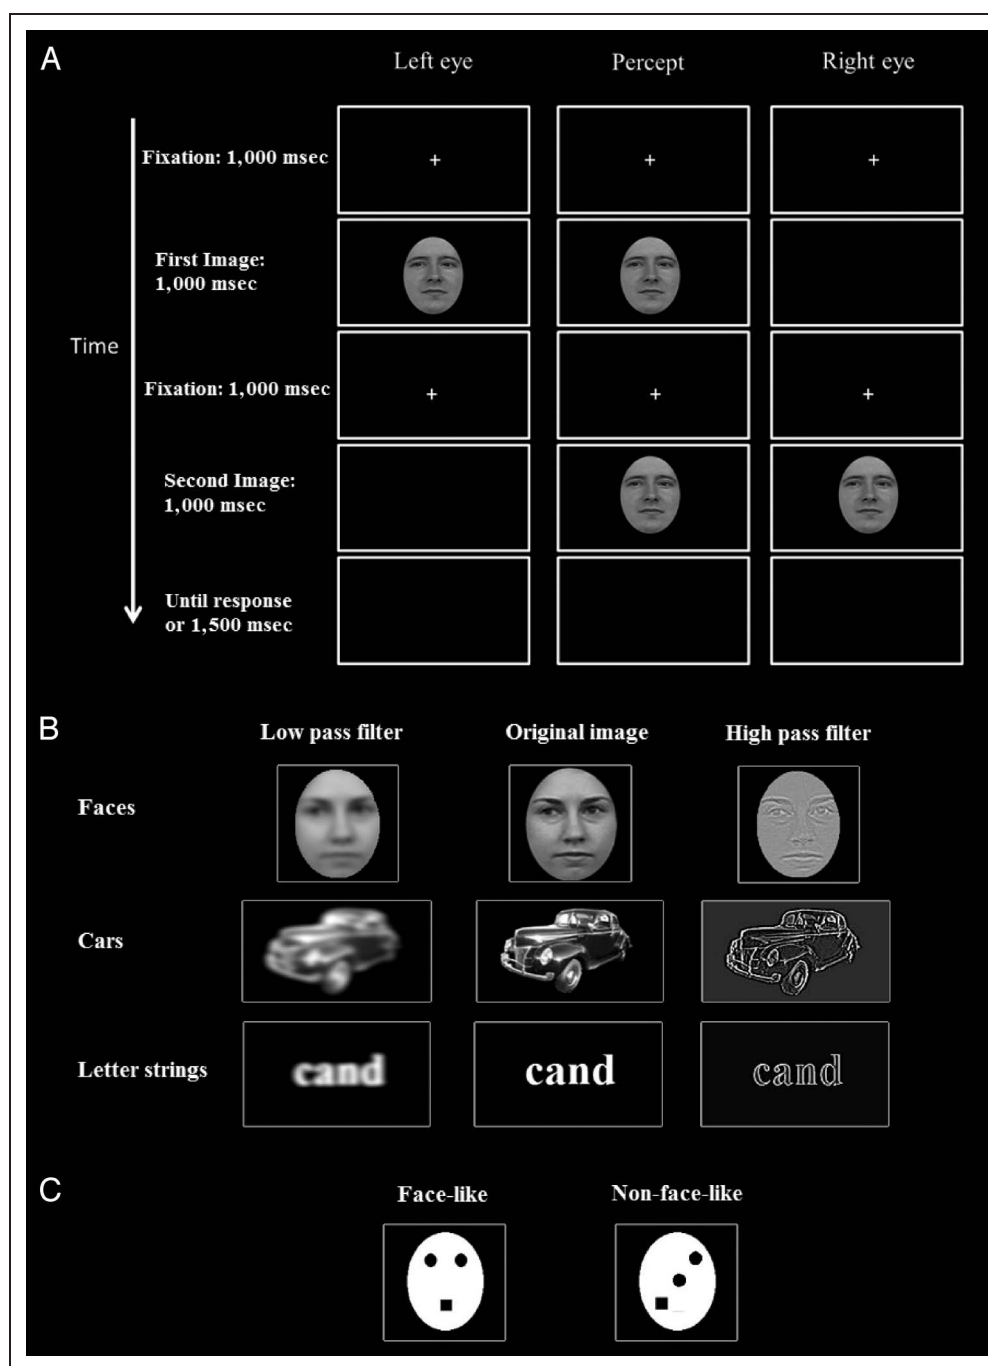 A
Left eye
Percept
Right eye
Fixation: 1,000 msec
First Image:
1,000 msec
Time
Fixation: 1,000 msec
Second Image:
1,000 msec
Until response
or 1,500 msec
B
Low pass filter
Original image
High pass filter
Faces
Cars
Letter strings
cand
cand
cand
C
Face-like
Non-face-like